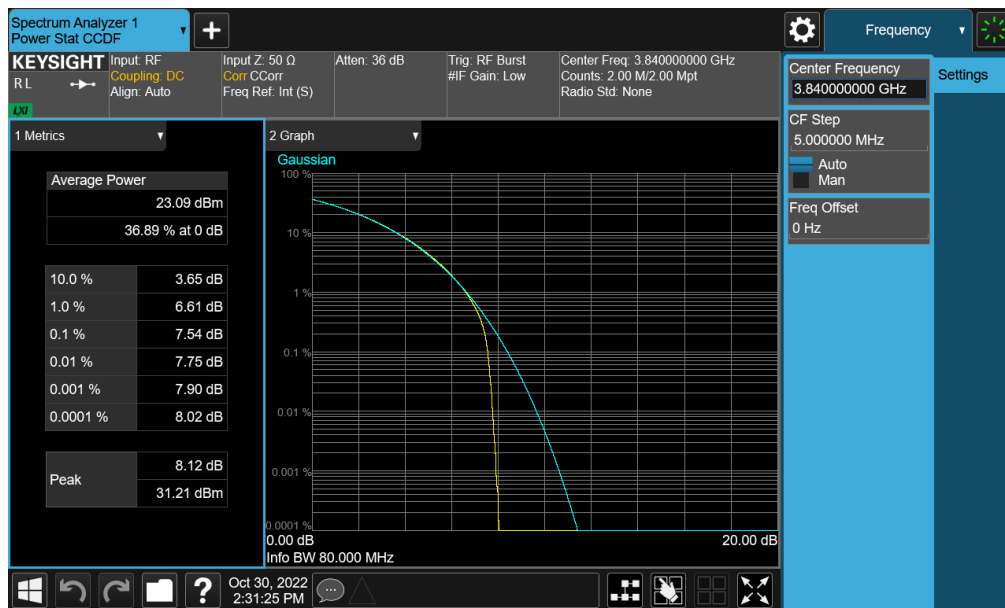 Spectrum Analyzer 1
Power Stat CCDF
Frequency
KEYSIGHT
R L
LXI
Input: RF
Coupling: DC
Align: Auto
Input Z: 50 Ω
Corr CCorr
Freq Ref: Int (S)
Atten: 36 dB
Trig: RF Burst
#IF Gain: Low
Center Freq: 3.840000000 GHz
Counts: 2.00 M/2.00 Mpt
Radio Std: None
Center Frequency
3.840000000 GHz
Settings
CF Step
5.000000 MHz
Auto
Man
Freq Offset
0 Hz
1 Metrics
Average Power
23.09 dBm
36.89 % at 0 dB
10.0 % 3.65 dB
1.0 % 6.61 dB
0.1 % 7.54 dB
0.01 % 7.75 dB
0.001 % 7.90 dB
0.0001 % 8.02 dB
Peak 8.12 dB
31.21 dBm
2 Graph
Gaussian
100 %
10 %
1 %
0.1 %
0.01 %
0.001 %
0.0001 %
0.00 dB 20.00 dB
Info BW 80.000 MHz
?
Oct 30, 2022
2:31:25 PM